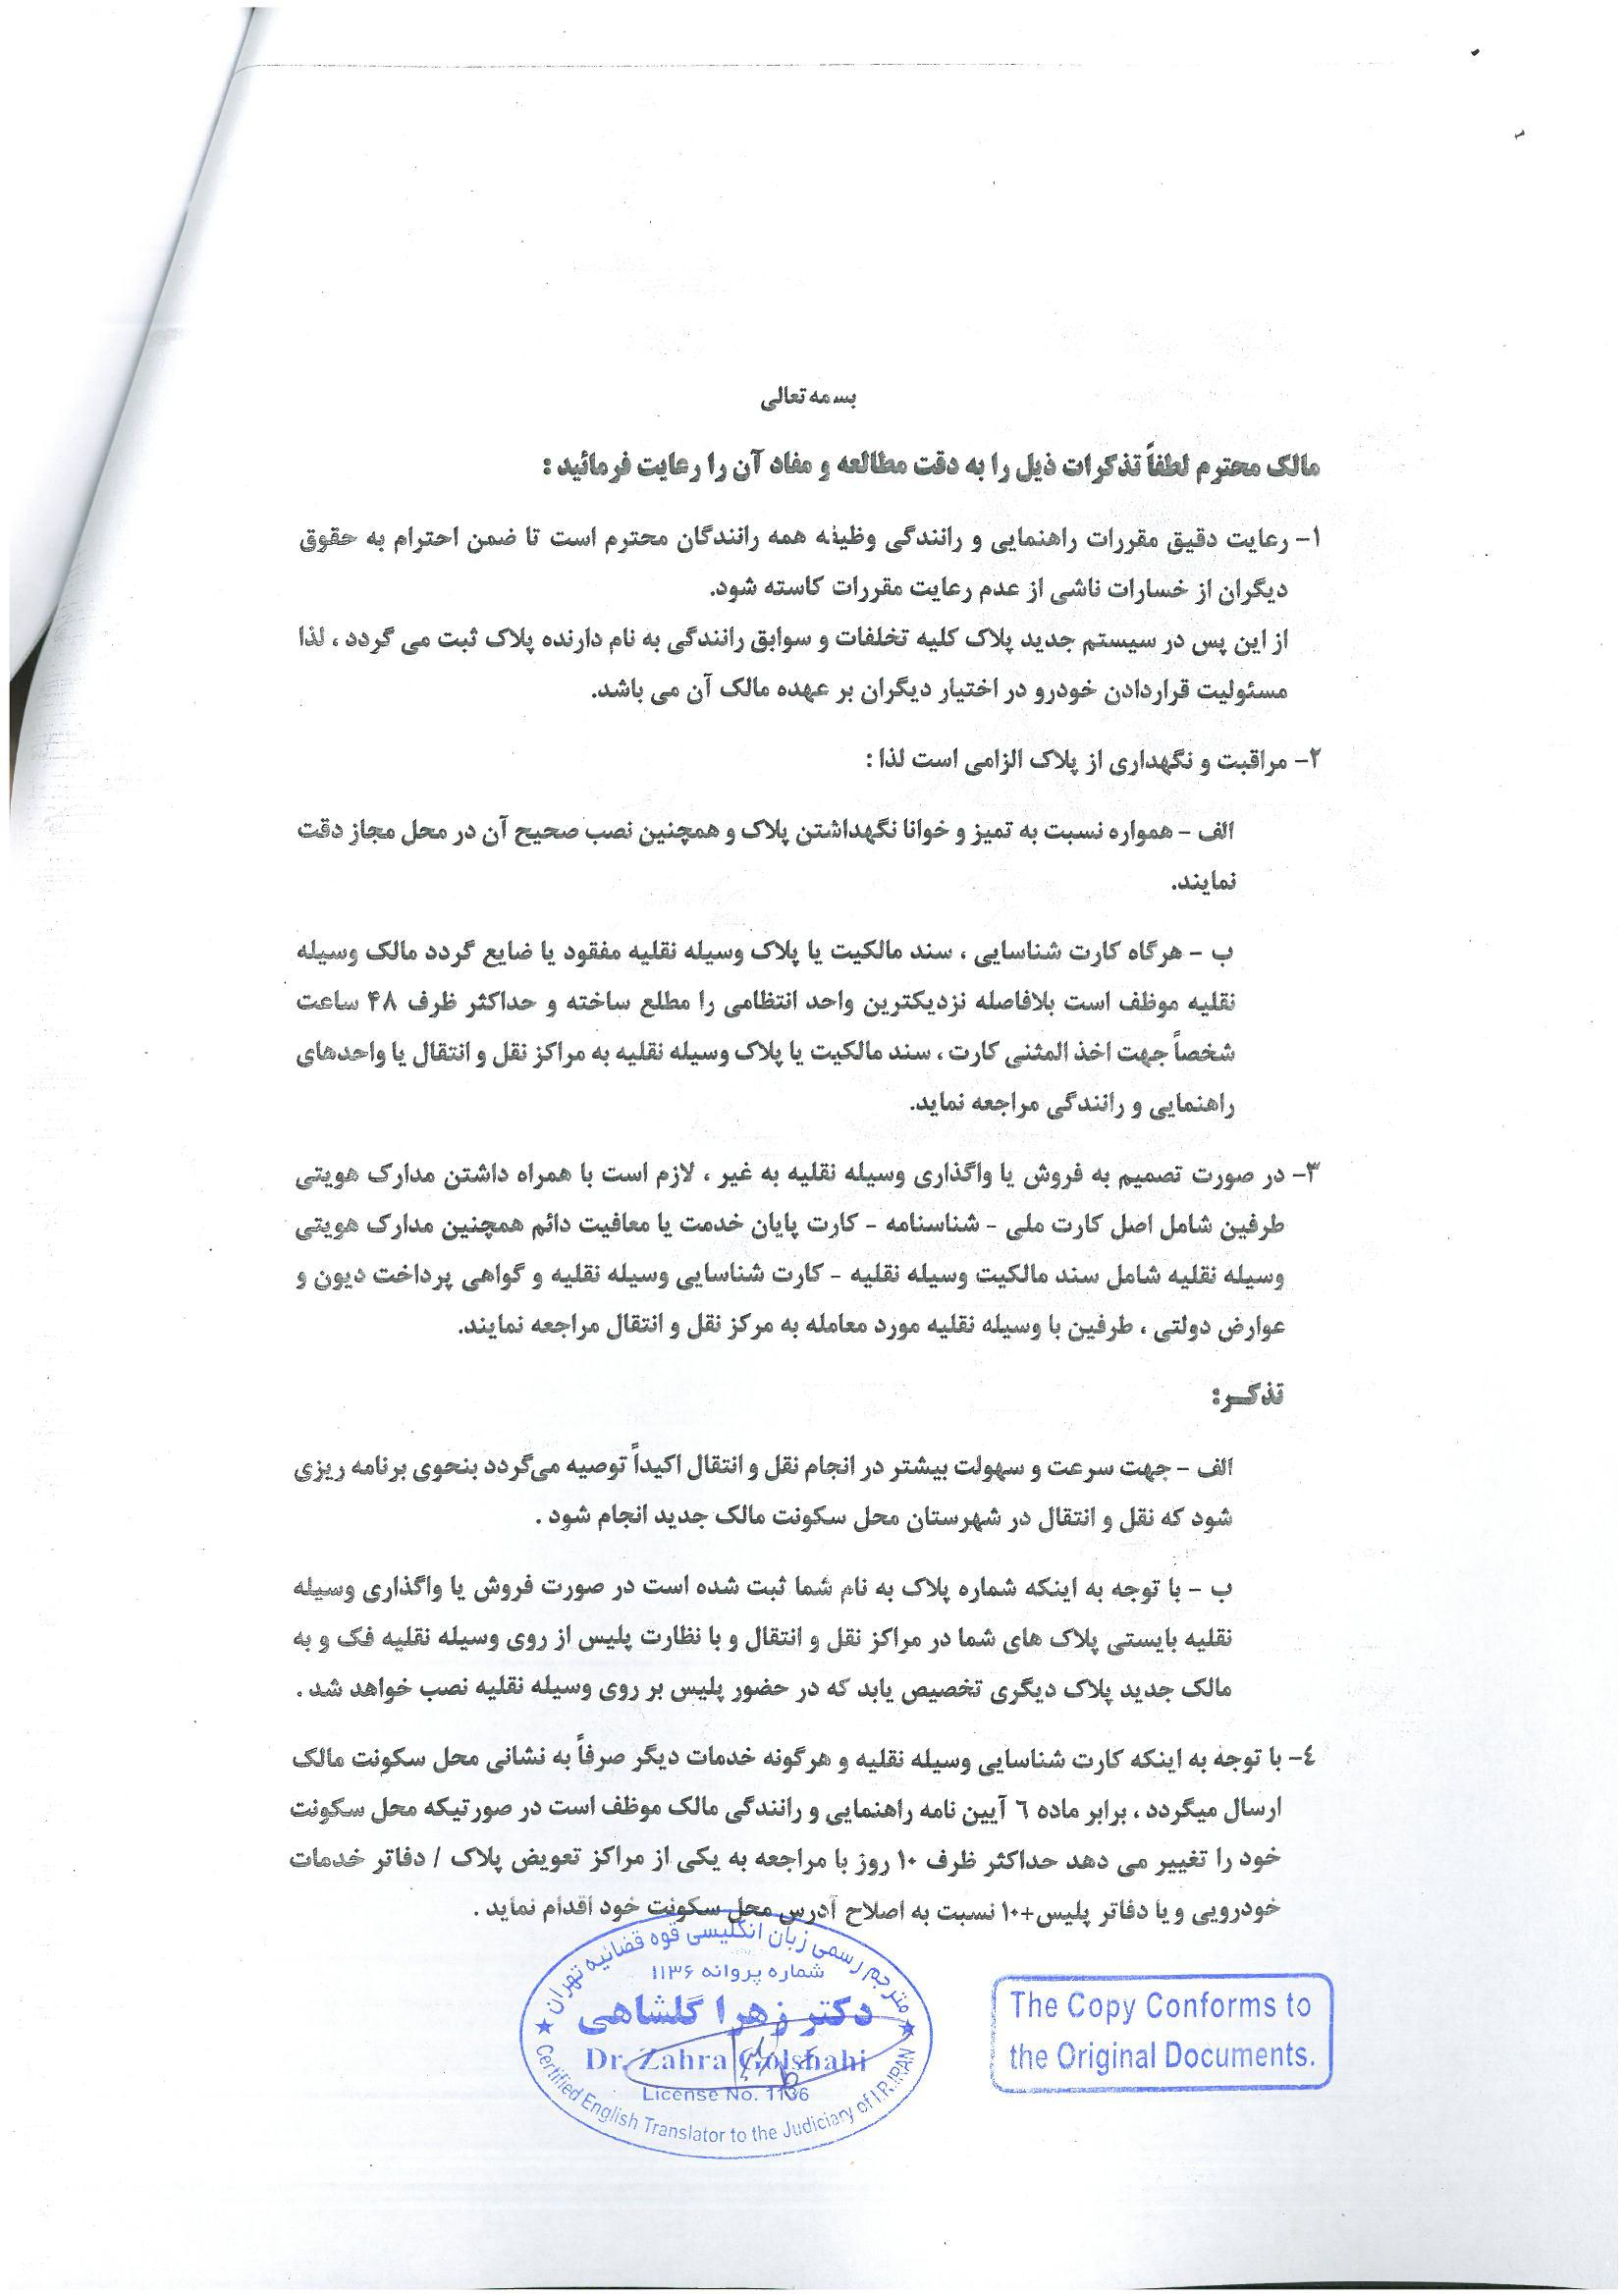 بسمه تعالی
مالک محترم لطفاً تذکرات ذیل را به دقت مطالعه و مفاد آن را رعایت فرمائید :
۱- رعایت دقیق مقررات راهنمایی و رانندگی وظیفه همه رانندگان محترم است تا ضمن احترام به حقوق
دیگران از خسارات ناشی از عدم رعایت مقررات کاسته شود.
از این پس در سیستم جدید پلاک کلیه تخلفات و سوابق رانندگی به نام دارنده پلاک ثبت می گردد ، لذا
مسئولیت قراردادن خودرو در اختیار دیگران بر عهده مالک آن می باشد.
۲- مراقبت و نگهداری از پلاک الزامی است لذا :
الف - همواره نسبت به تمیز و خوانا نگهداشتن پلاک و همچنین نصب صحیح آن در محل مجاز دقت
نمایند.
ب - هرگاه کارت شناسایی ، سند مالکیت یا پلاک وسیله نقلیه مفقود یا ضایع گردد مالک وسیله
نقلیه موظف است بلافاصله نزدیکترین واحد انتظامی را مطلع ساخته و حداکثر ظرف ۴۸ ساعت
شخصاً جهت اخذ المثنی کارت ، سند مالکیت یا پلاک وسیله نقلیه به مراکز نقل و انتقال یا واحدهای
راهنمایی و رانندگی مراجعه نماید.
۳- در صورت تصمیم به فروش یا واگذاری وسیله نقلیه به غیر ، لازم است با همراه داشتن مدارک هویتی
طرفین شامل اصل کارت ملی - شناسنامه - کارت پایان خدمت یا معافیت دائم همچنین مدارک هویتی
وسیله نقلیه شامل سند مالکیت وسیله نقلیه - کارت شناسایی وسیله نقلیه و گواهی پرداخت دیون و
عوارض دولتی ، طرفین با وسیله نقلیه مورد معامله به مرکز نقل و انتقال مراجعه نمایند.
تذکـر:
الف - جهت سرعت و سهولت بیشتر در انجام نقل و انتقال اکیداً توصیه می‌گردد بنحوی برنامه ریزی
شود که نقل و انتقال در شهرستان محل سکونت مالک جدید انجام شود .
ب - با توجه به اینکه شماره پلاک به نام شما ثبت شده است در صورت فروش یا واگذاری وسیله
نقلیه بایستی پلاک های شما در مراکز نقل و انتقال و با نظارت پلیس از روی وسیله نقلیه فک و به
مالک جدید پلاک دیگری تخصیص یابد که در حضور پلیس بر روی وسیله نقلیه نصب خواهد شد .
٤- با توجه به اینکه کارت شناسایی وسیله نقلیه و هرگونه خدمات دیگر صرفاً به نشانی محل سکونت مالک
ارسال میگردد ، برابر ماده ٦ آیین نامه راهنمایی و رانندگی مالک موظف است در صورتیکه محل سکونت
خود را تغییر می دهد حداکثر ظرف ۱۰ روز با مراجعه به یکی از مراکز تعویض پلاک / دفاتر خدمات
خودرویی و یا دفاتر پلیس+۱۰ نسبت به اصلاح آدرس محل سکونت خود اقدام نماید .
مترجم رسمی زبان انگلیسی قوه قضائیه تهران
شماره پروانه ۱۱۳۶
دکتر زهرا گلشاهی
Dr. Zahra Golshahi
License No. 1136
Certified English Translator to the Judiciary of I.R.IRAN
The Copy Conforms to
the Original Documents.